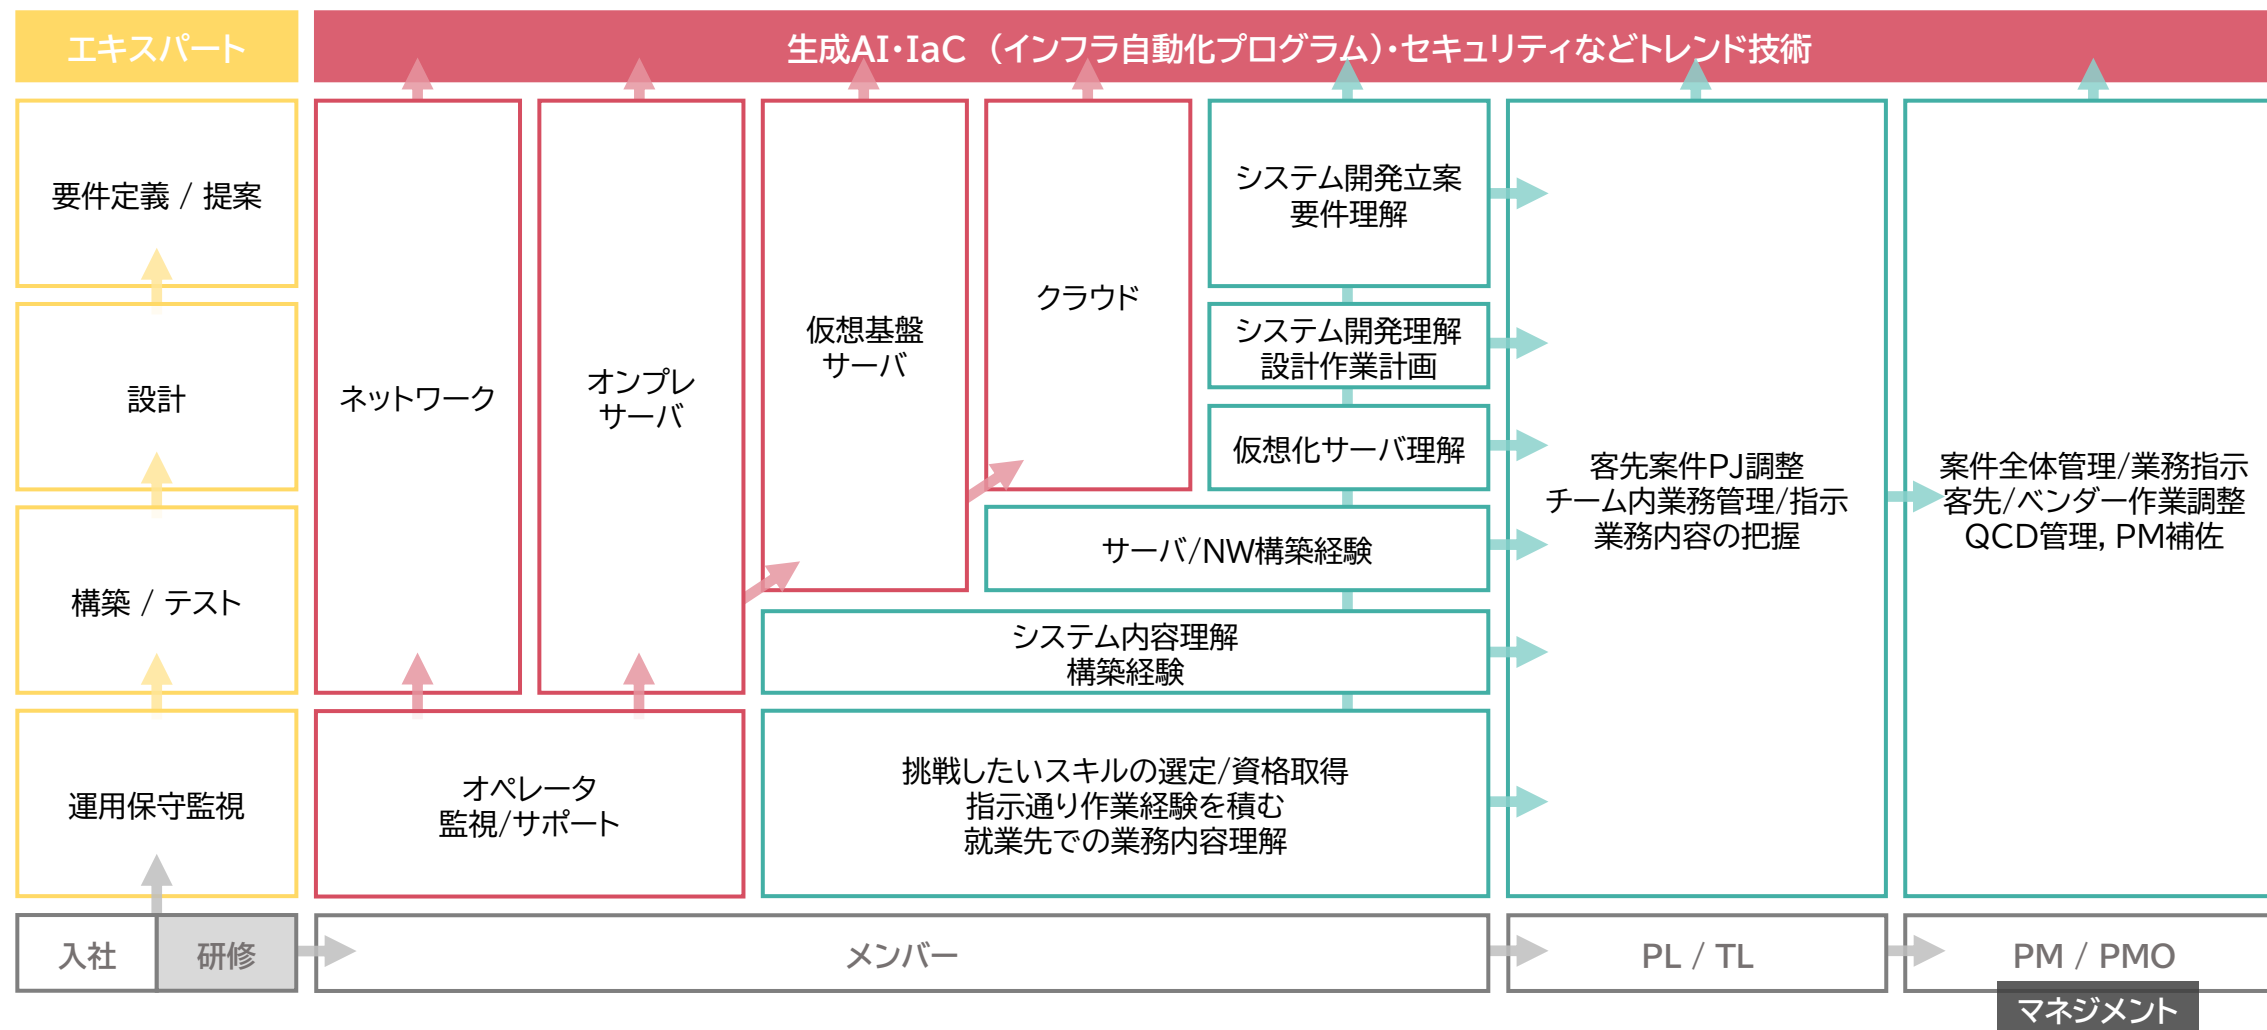 エキスパート
生成AI・IaC （インフラ自動化プログラム）・セキュリティなどトレンド技術
要件定義 / 提案
設計
構築 / テスト
運用保守監視
ネットワーク
オンプレ
サーバ
仮想基盤
サーバ
クラウド
オペレータ
監視/サポート
システム開発立案
要件理解
システム開発理解
設計作業計画
仮想化サーバ理解
サーバ/NW構築経験
システム内容理解
構築経験
挑戦したいスキルの選定/資格取得
指示通り作業経験を積む
就業先での業務内容理解
客先案件PJ調整
チーム内業務管理/指示
業務内容の把握
案件全体管理/業務指示
客先/ベンダー作業調整
QCD管理, PM補佐
入社
研修
メンバー
PL / TL
PM / PMO
マネジメント